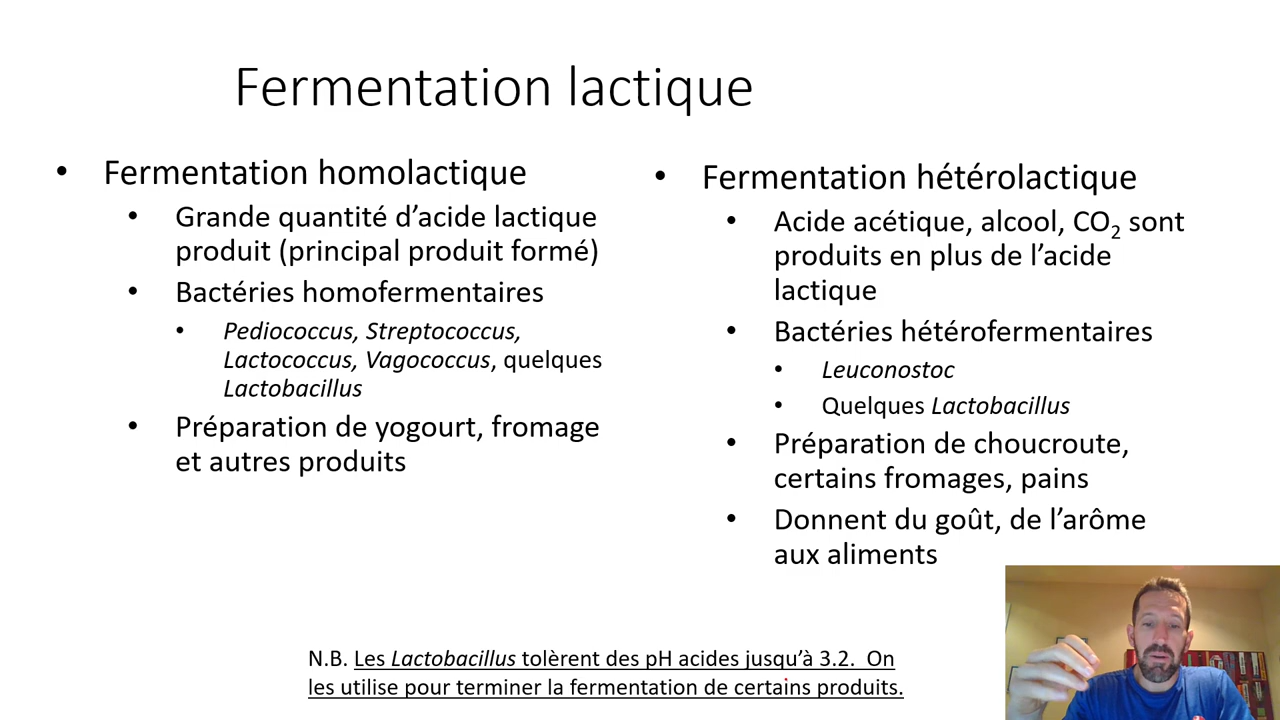 Fermentation lactique
• Fermentation homolactique
• Grande quantité d’acide lactique
produit (principal produit formé)
• Bactéries homofermentaires
• Pediococcus, Streptococcus,
Lactococcus, Vagococcus, quelques
Lactobacillus
• Préparation de yogourt, fromage
et autres produits
• Fermentation hétérolactique
• Acide acétique, alcool, CO₂ sont
produits en plus de l’acide
lactique
• Bactéries hétérofermentaires
• Leuconostoc
• Quelques Lactobacillus
• Préparation de choucroute,
certains fromages, pains
• Donnent du goût, de l’arôme
aux aliments
N.B. Les Lactobacillus tolèrent des pH acides jusqu’à 3.2. On
les utilise pour terminer la fermentation de certains produits.